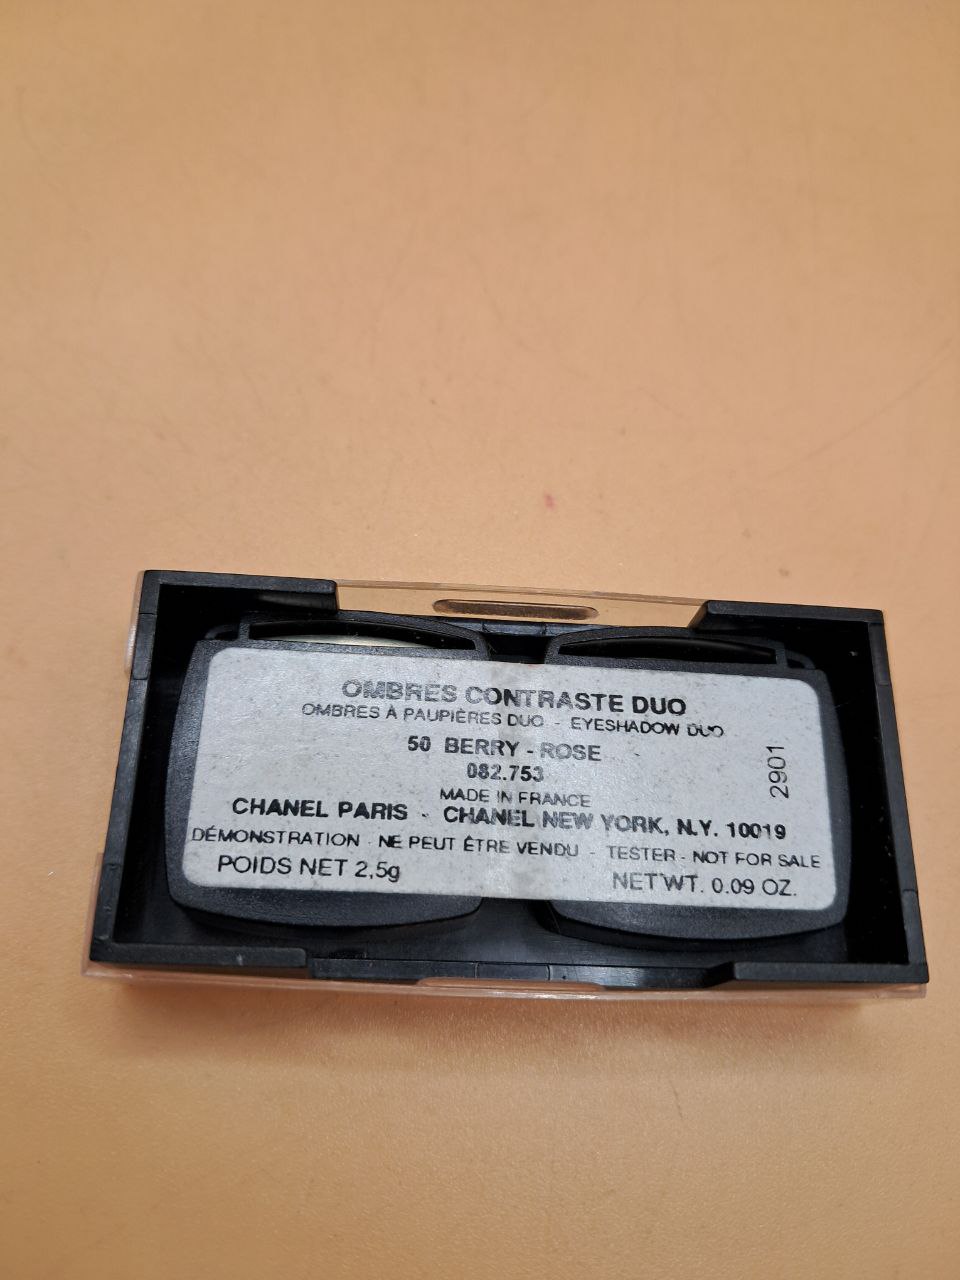 OMBRES CONTRASTE DUO
OMBRES À PAUPIÈRES DUO - EYESHADOW DUO
50 BERRY - ROSE
082.753
2901
MADE IN FRANCE
CHANEL PARIS - CHANEL NEW YORK, N.Y. 10019
DÉMONSTRATION - NE PEUT ÊTRE VENDU - TESTER - NOT FOR SALE
POIDS NET 2,5g NET WT. 0.09 OZ.